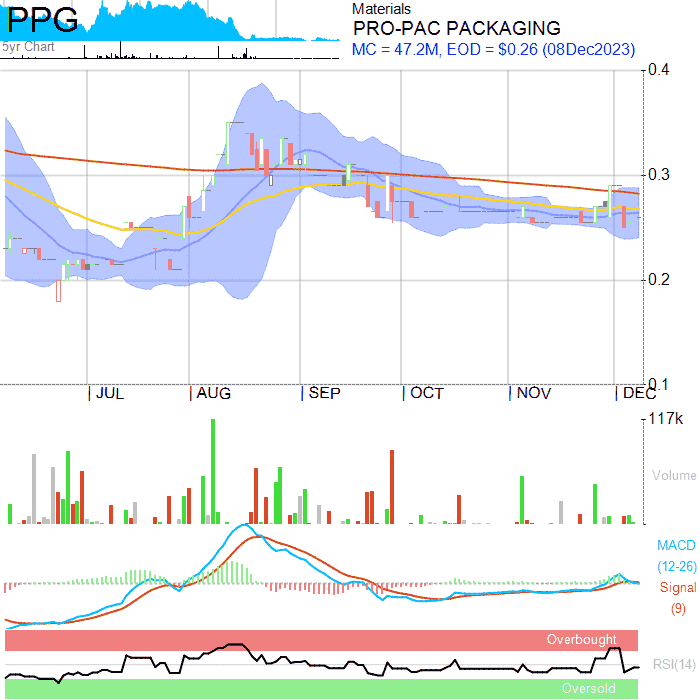 PPG
5yr Chart
Materials
PRO-PAC PACKAGING
MC = 47.2M, EOD = $0.26 (08Dec2023)
0.4
0.3
0.2
0.1
JUL AUG SEP OCT NOV DEC
117k
Volume
MACD
(12-26)
Signal
(9)
Overbought
RSI(14)
Oversold